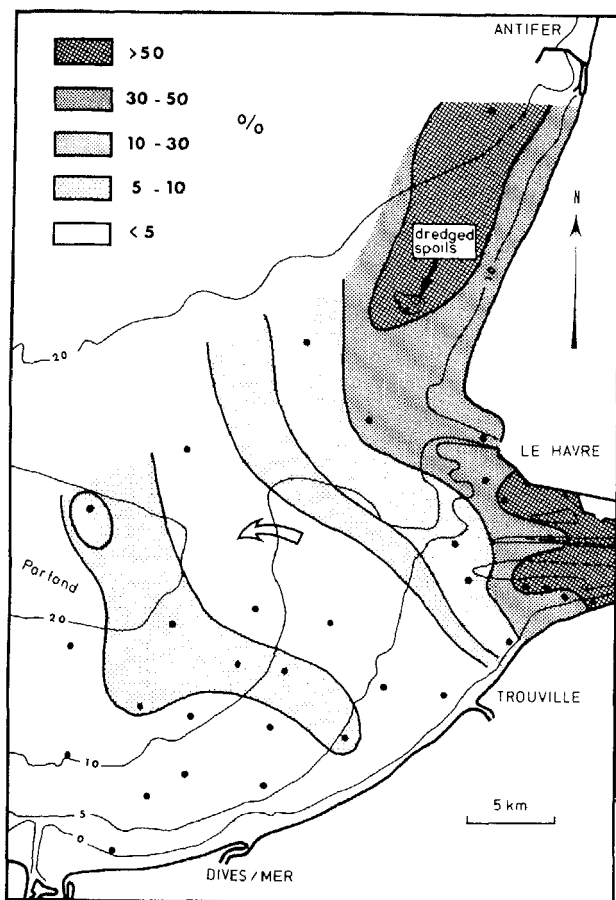 ANTIFER
>50
30 - 50
10 - 30
5 - 10
< 5
%
N
dredged
spoils
10
20
LE HAVRE
Parfond
20
TROUVILLE
10
5
0
5 km
DIVES / MER